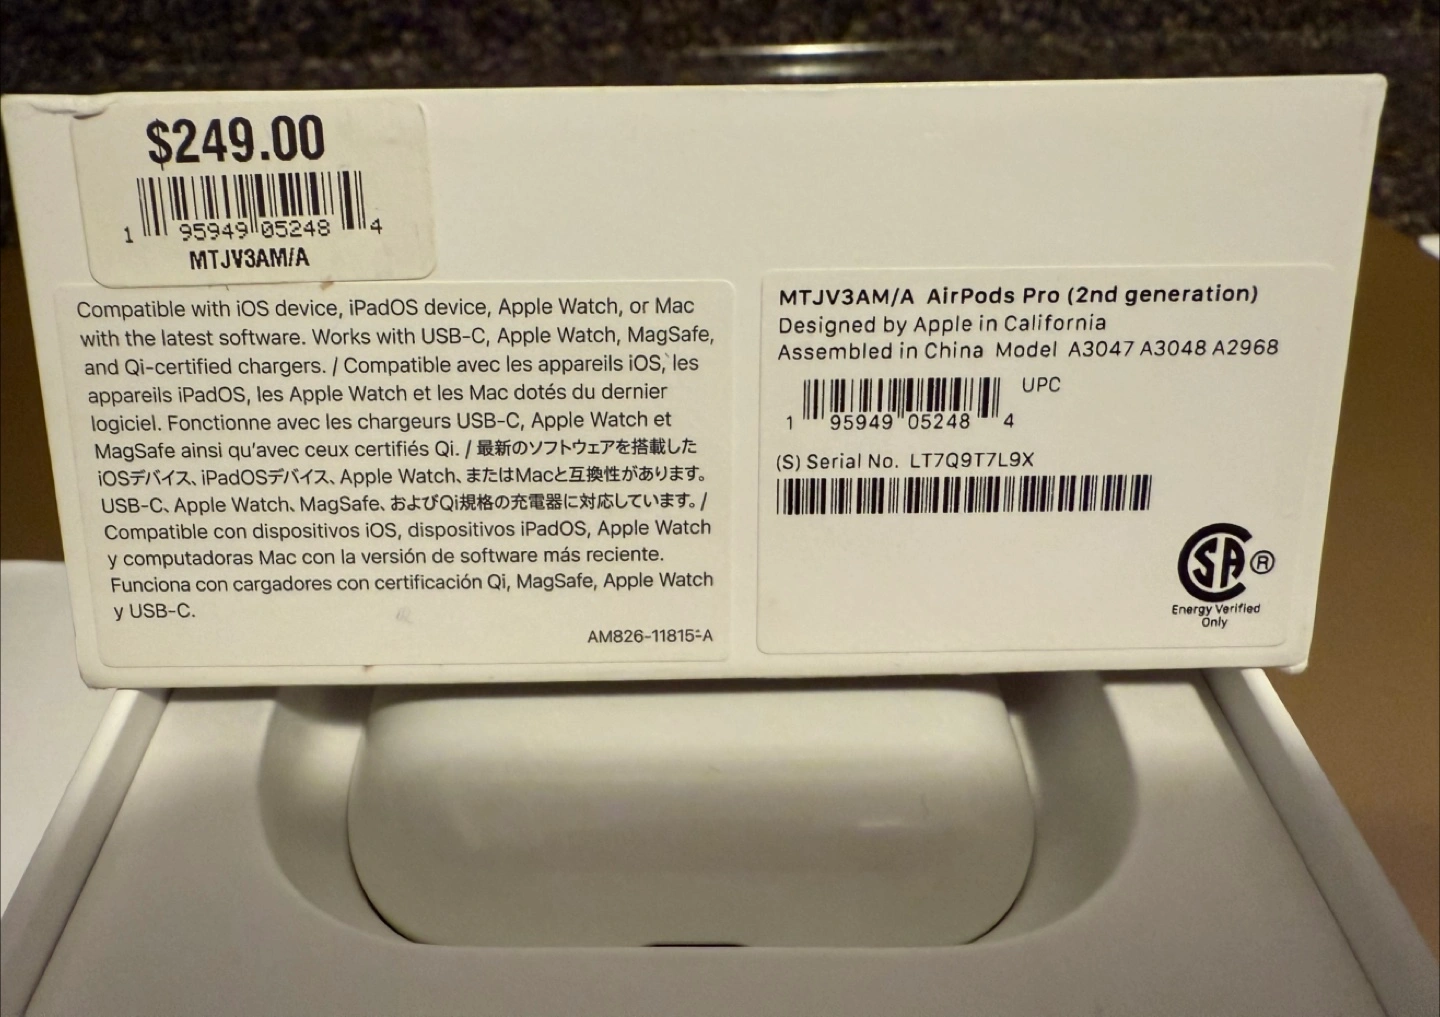 $249.00
1 95949 05248 4
MTJV3AM/A
Compatible with iOS device, iPadOS device, Apple Watch, or Mac
with the latest software. Works with USB-C, Apple Watch, MagSafe,
and Qi-certified chargers. / Compatible avec les appareils iOS, les
appareils iPadOS, les Apple Watch et les Mac dotés du dernier
logiciel. Fonctionne avec les chargeurs USB-C, Apple Watch et
MagSafe ainsi qu'avec ceux certifiés Qi. / 最新のソフトウェアを搭載した
iOSデバイス、iPadOSデバイス、Apple Watch、またはMacと互換性があります。
USB-C、Apple Watch、MagSafe、およびQi規格の充電器に対応しています。/
Compatible con dispositivos iOS, dispositivos iPadOS, Apple Watch
y computadoras Mac con la versión de software más reciente.
Funciona con cargadores con certificación Qi, MagSafe, Apple Watch
y USB-C.
AM826-11815-A
MTJV3AM/A AirPods Pro (2nd generation)
Designed by Apple in California
Assembled in China Model A3047 A3048 A2968
UPC
1 95949 05248 4
(S) Serial No. LT7Q9T7L9X
CSA ®
Energy Verified
Only